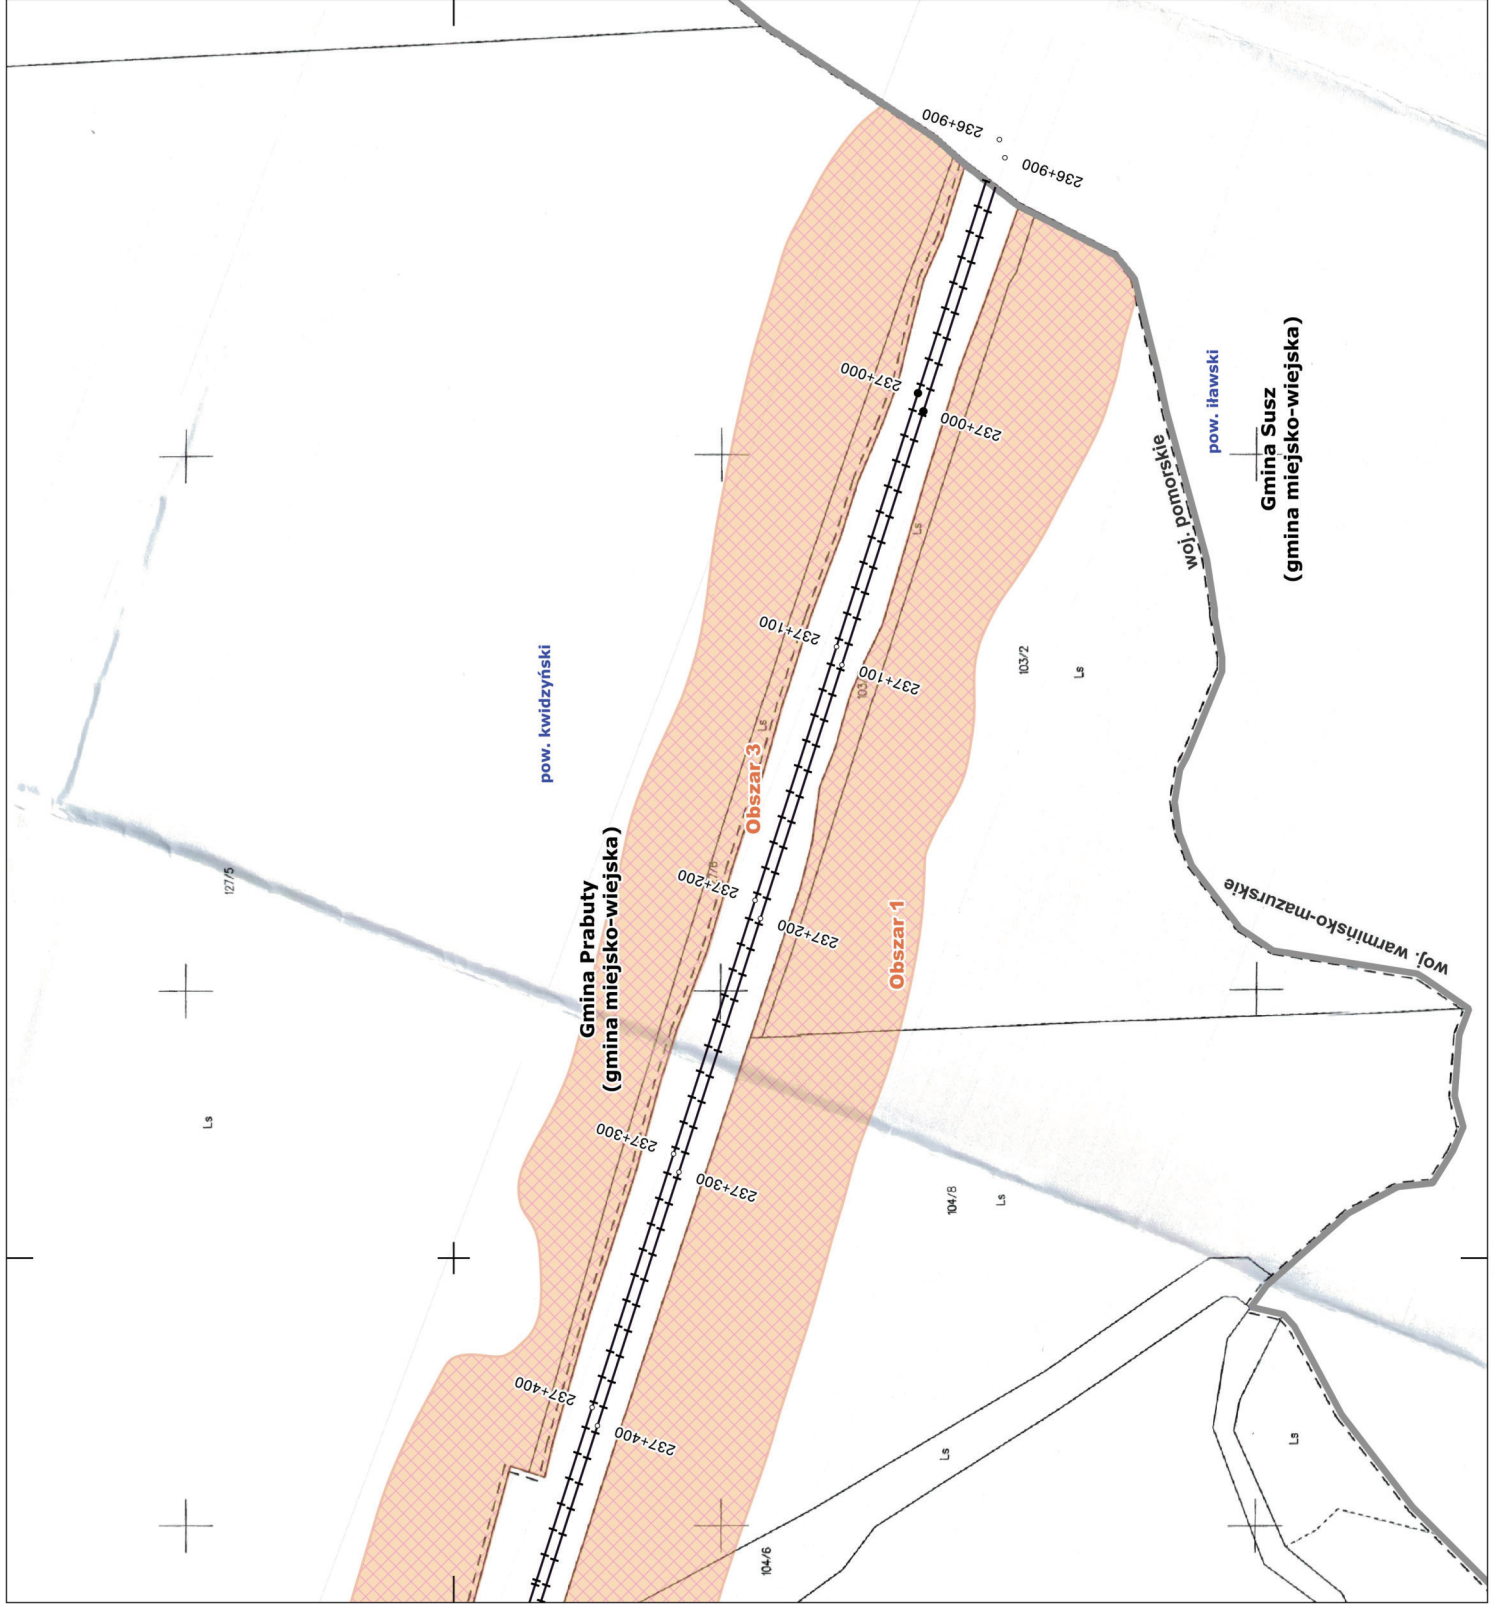 236+900
236+900
237+000
237+000
pow. iławski
Gmina Susz
(gmina miejsko-wiejska)
woj. pomorskie
Ls
237+100
237+100
103/2
Ls
pow. kwidzyński
Ls
Obszar 3
Gmina Prabuty
(gmina miejsko-wiejska)
127/5
237+200
237+200
Obszar 1
woj. warmińsko-mazurskie
Ls
237+300
237+300
104/8
Ls
237+400
237+400
Ls
Ls
104/6